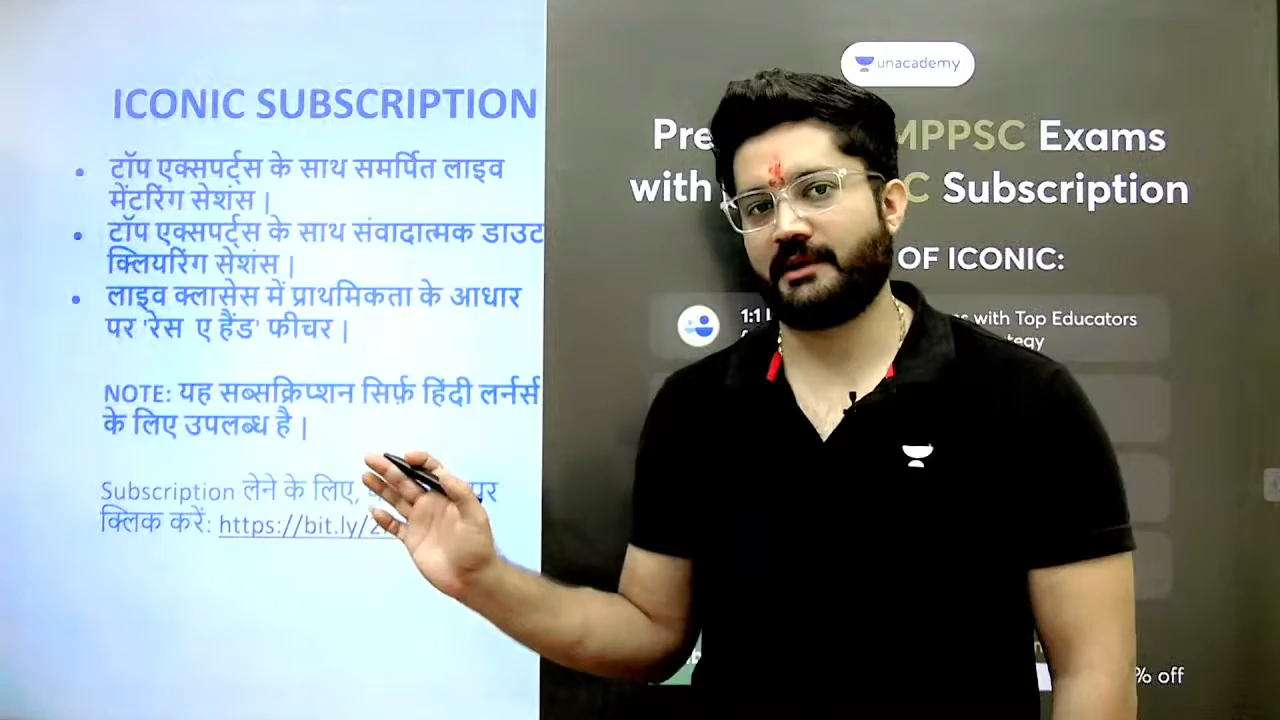 ICONIC SUBSCRIPTION
टॉप एक्सपर्ट्स के साथ समर्पित लाइव
मेंटरिंग सेशंस |
टॉप एक्सपर्ट्स के साथ संवादात्मक डाउट
क्लियरिंग सेशंस |
लाइव क्लासेस में प्राथमिकता के आधार
पर 'रेस ए हैंड' फीचर |
NOTE: यह सब्सक्रिप्शन सिर्फ़ हिंदी लर्नर्स
के लिए उपलब्ध है |
Subscription लेने के लिए, पर
क्लिक करें: https://bit.ly/
unacademy
MPPSC Exams
with Subscription
OF ICONIC:
1:1 with Top Educators
% off